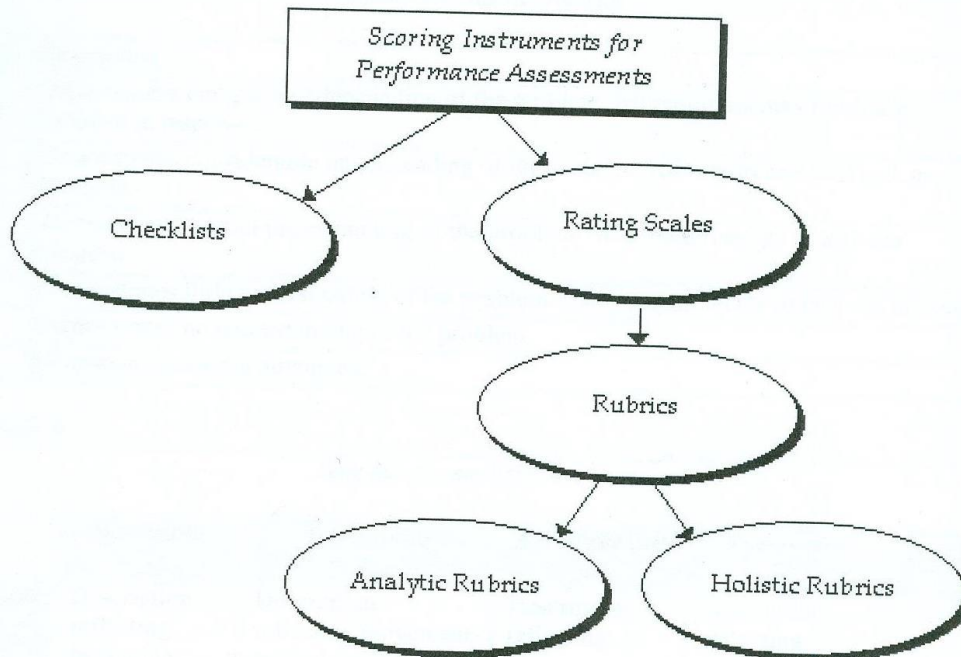 Scoring Instruments for
Performance Assessments
Checklists
Rating Scales
Rubrics
Analytic Rubrics
Holistic Rubrics